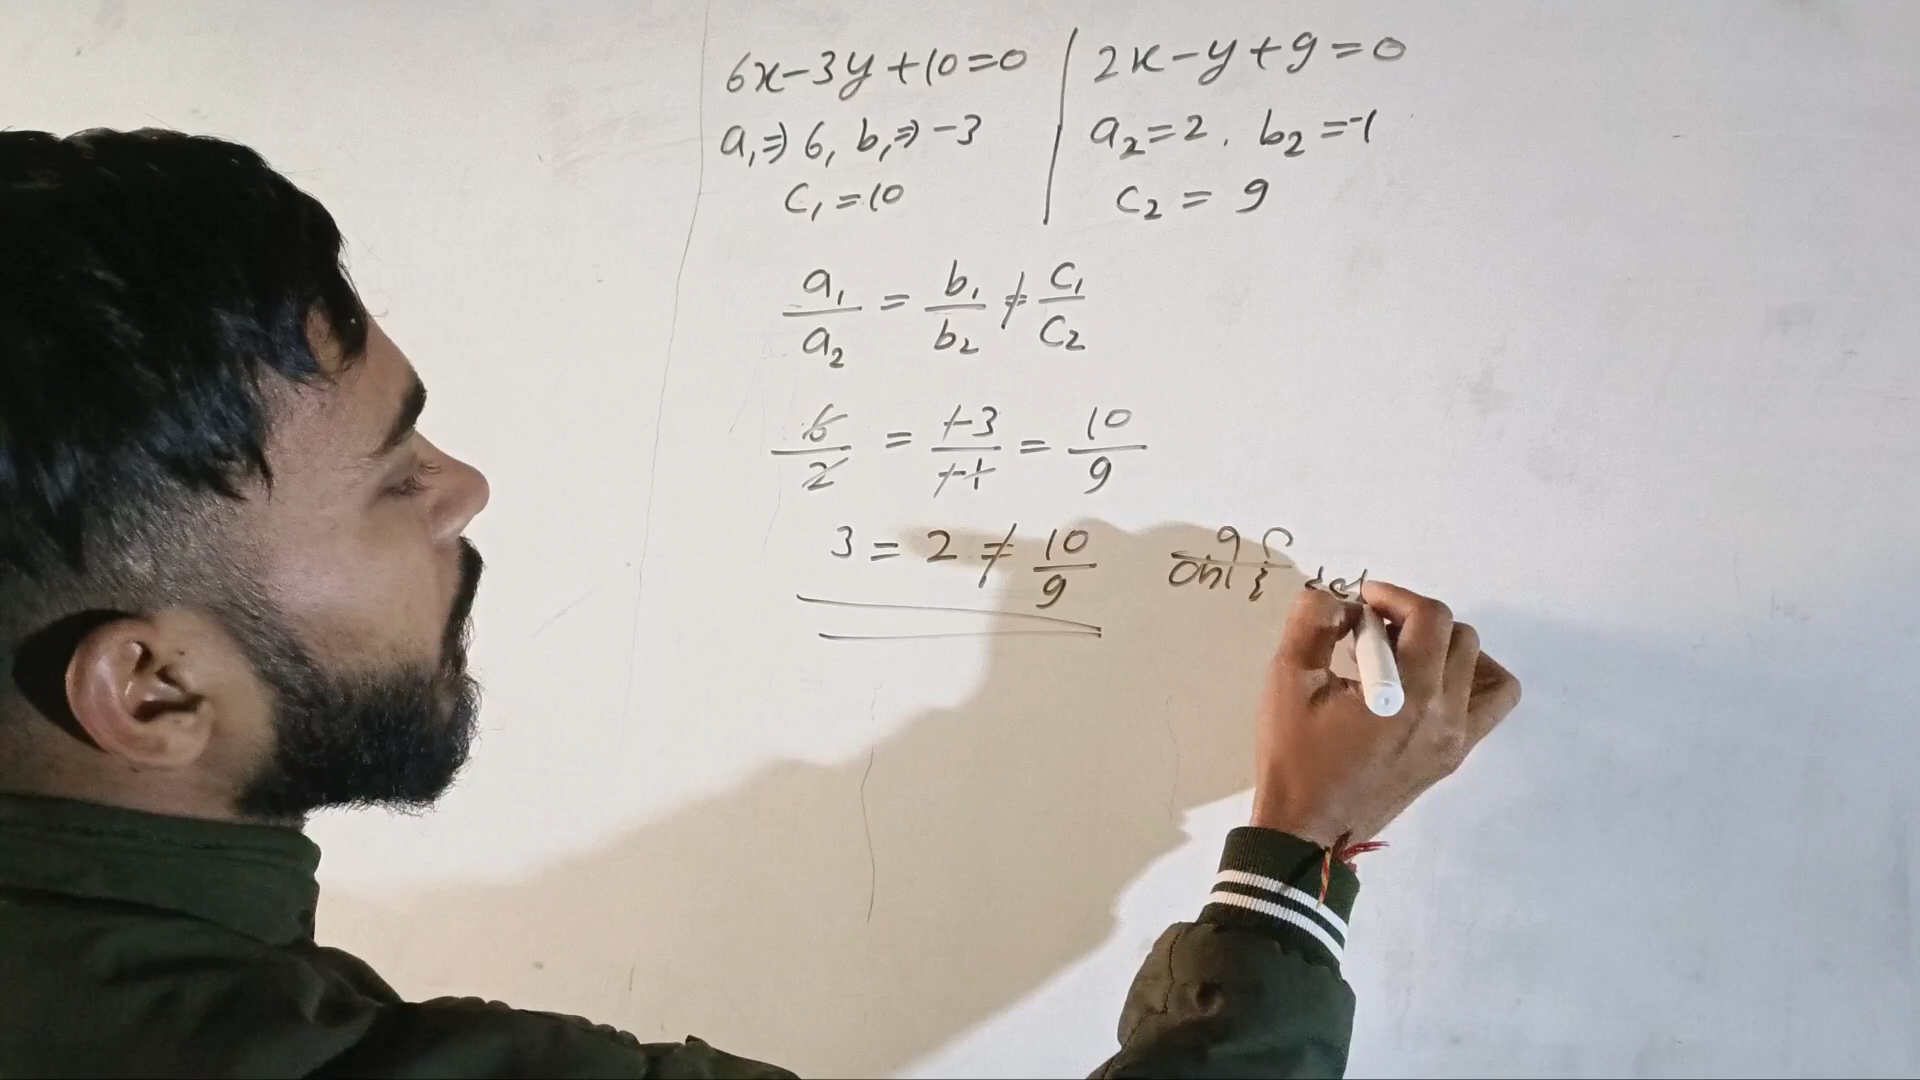 6x-3y+10=0 | 2x-y+9=0
a₁⇒6, b₁⇒-3 | a₂=2, b₂=-1
c₁=10 | c₂=9
a₁/a₂ = b₁/b₂ ≠ c₁/c₂
6/2 = -3/-1 = 10/9
3 = 2 ≠ 10/9